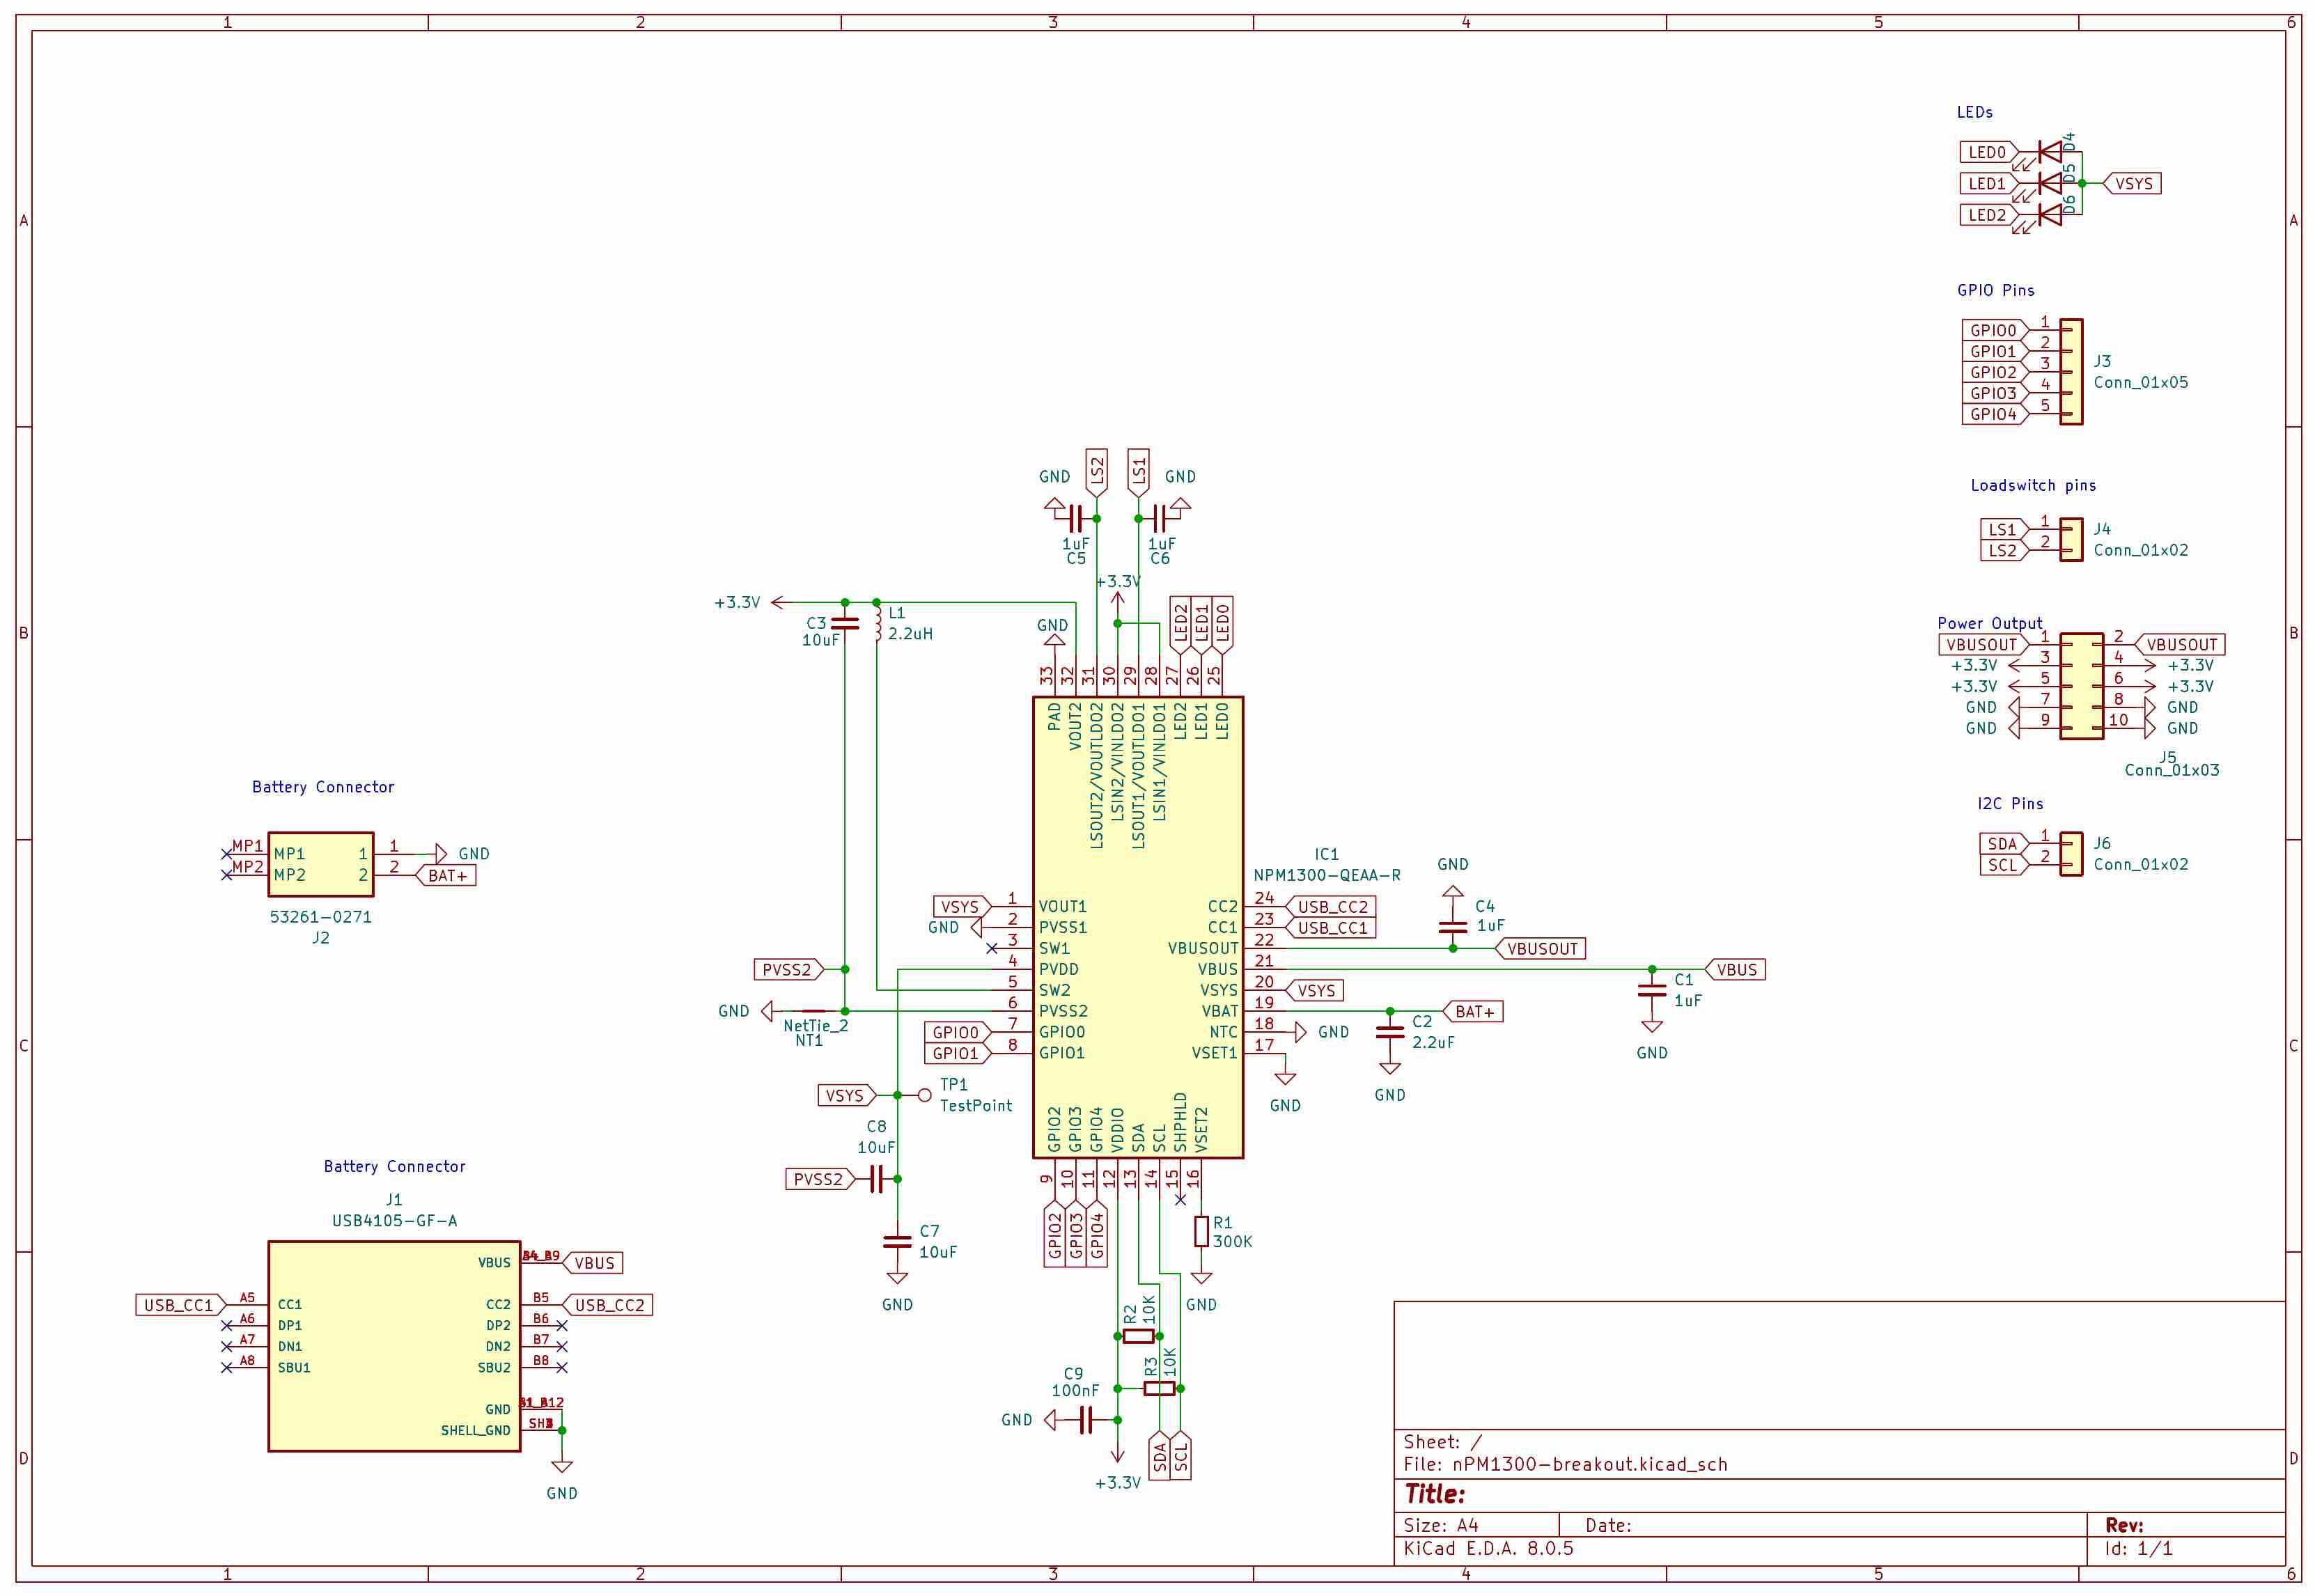 1 2 3 4 5 6
A A
B B
C C
D D
LEDs
LED0 D4
LED1 D5 VSYS
LED2 D6
GPIO Pins
GPIO0 1
GPIO1 2
GPIO2 3
GPIO3 4
GPIO4 5
J3
Conn_01x05
Loadswitch pins
LS1 1
LS2 2
J4
Conn_01x02
Power Output
VBUSOUT 1 2 VBUSOUT
+3.3V 3 4 +3.3V
+3.3V 5 6 +3.3V
GND 7 8 GND
GND 9 10 GND
J5
Conn_01x03
I2C Pins
SDA 1
SCL 2
J6
Conn_01x02
GND LS2 LS1 GND
1uF
C5
1uF
C6
+3.3V
+3.3V
C3
10uF
L1
2.2uH
GND
LED2 LED1 LED0
33 32 31 30 29 28 27 26 25
PAD
VOUT2
LSOUT2/VOUTLDO2
LSIN2/VINLDO2
LSOUT1/VOUTLDO1
LSIN1/VINLDO1
LED2
LED1
LED0
IC1
NPM1300-QEAA-R
VSYS 1 VOUT1
GND 2 PVSS1
3 SW1
4 PVDD
5 SW2
6 PVSS2
GPIO0 7 GPIO0
GPIO1 8 GPIO1
PVSS2
GND
NetTie_2
NT1
CC2 24 USB_CC2
CC1 23 USB_CC1
VBUSOUT 22 VBUSOUT
VBUS 21 VBUS
VSYS 20 VSYS
VBAT 19 BAT+
NTC 18 GND
VSET1 17
GND
GND
C4
1uF
C1
1uF
GND
C2
2.2uF
GND
VSYS
TP1
TestPoint
C8
10uF
PVSS2
C7
10uF
GND
GPIO2
GPIO3
GPIO4
VDDIO
SDA
SCL
SHPHLD
VSET2
9 10 11 12 13 14 15 16
GPIO2 GPIO3 GPIO4
R1
300K
GND
R2
10K
R3
10K
C9
100nF
GND
+3.3V
SDA SCL
Battery Connector
MP1 MP1 1 1 GND
MP2 MP2 2 2 BAT+
53261-0271
J2
Battery Connector
J1
USB4105-GF-A
VBUS VBUS
USB_CC1 A5 CC1 CC2 B5 USB_CC2
A6 DP1 DP2 B6
A7 DN1 DN2 B7
A8 SBU1 SBU2 B8
GND
SHELL_GND
GND
Sheet: /
File: nPM1300-breakout.kicad_sch
Title:
Size: A4 Date: Rev:
KiCad E.D.A. 8.0.5 Id: 1/1
1 2 3 4 5 6